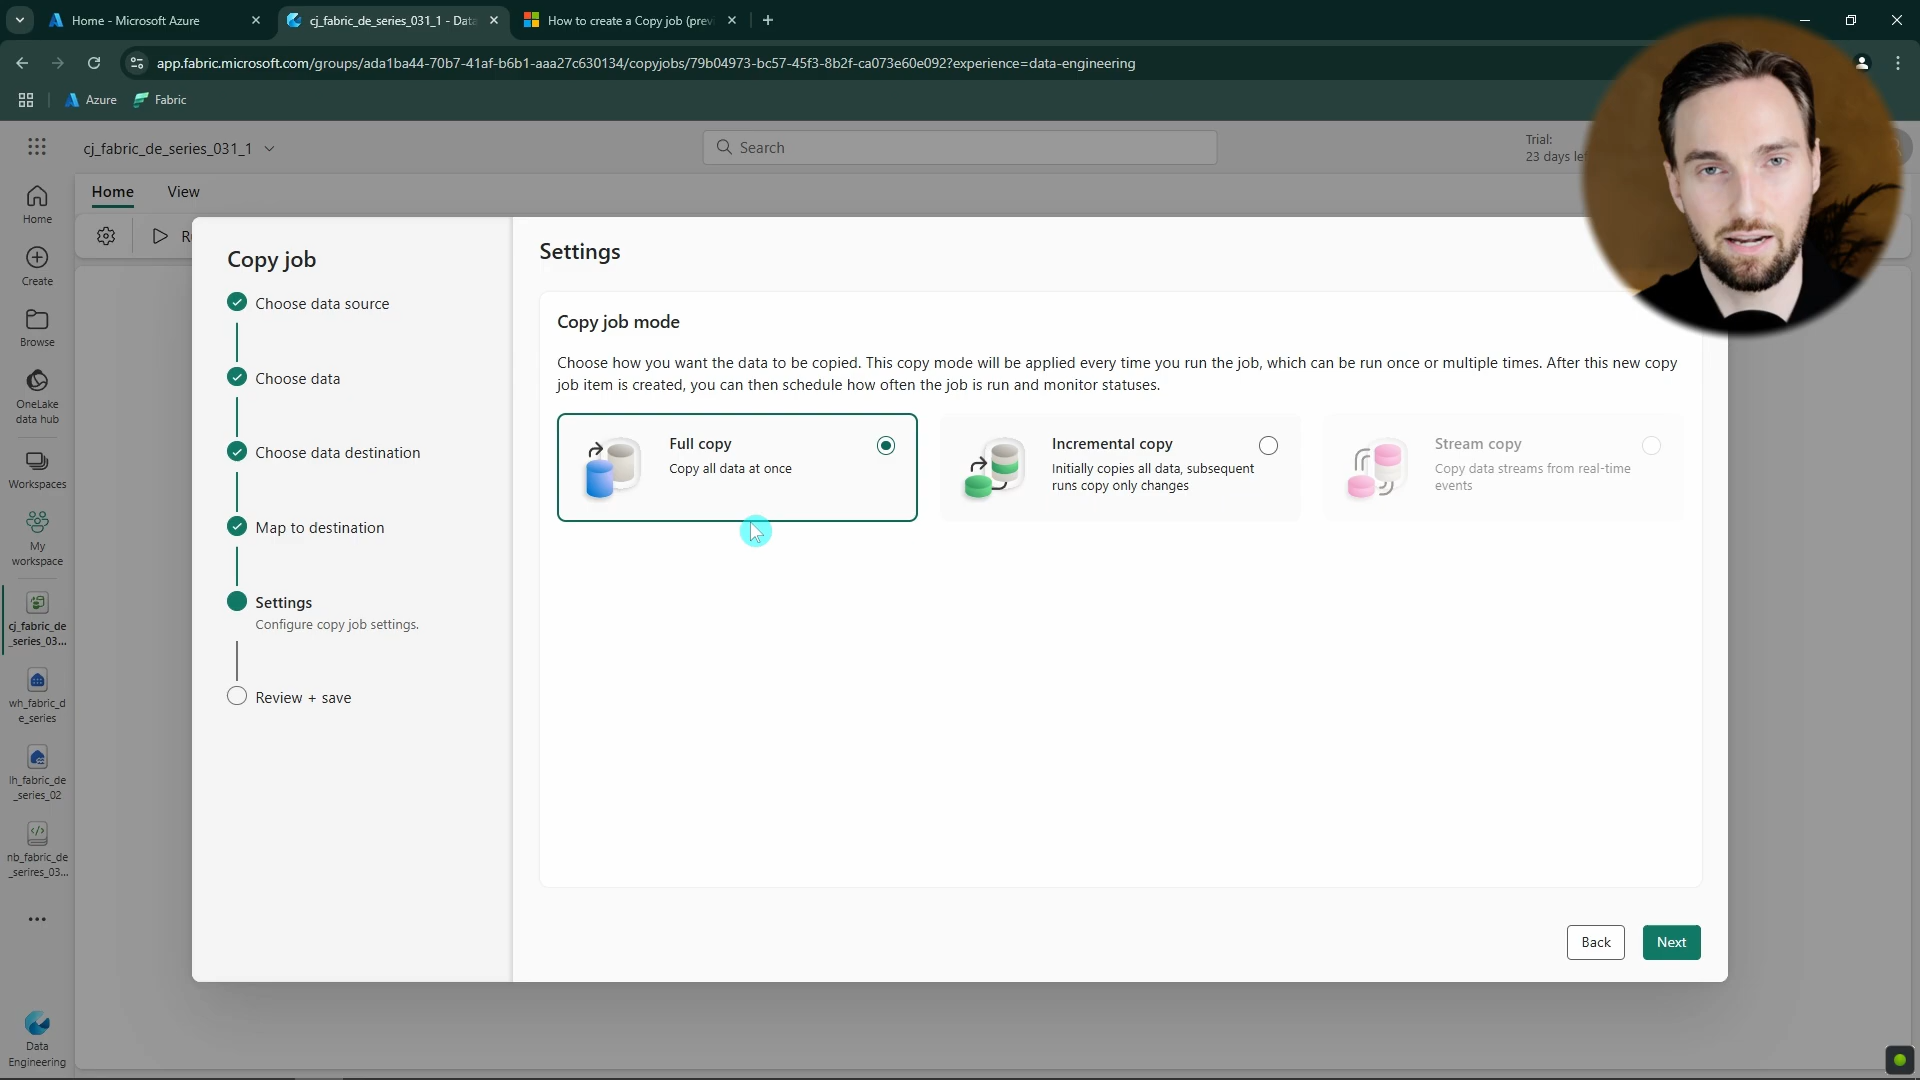 Home - Microsoft Azure
cj_fabric_de_series_031_1 - Data
How to create a Copy job (prev
app.fabric.microsoft.com/groups/ada1ba44-70b7-41af-b6b1-aaa27c630134/copyjobs/79b04973-bc57-45f3-8b2f-ca073e60e092?experience=data-engineering
Azure
Fabric
cj_fabric_de_series_031_1
Search
Trial:
23 days le
Home
View
Home
Create
Browse
OneLake
data hub
Workspaces
My
workspace
cj_fabric_de
_series_03...
wh_fabric_d
e_series
lh_fabric_de
_series_02
nb_fabric_de
_serires_03...
Data
Engineering
Copy job
Choose data source
Choose data
Choose data destination
Map to destination
Settings
Configure copy job settings.
Review + save
Settings
Copy job mode
Choose how you want the data to be copied. This copy mode will be applied every time you run the job, which can be run once or multiple times. After this new copy
job item is created, you can then schedule how often the job is run and monitor statuses.
Full copy
Copy all data at once
Incremental copy
Initially copies all data, subsequent
runs copy only changes
Stream copy
Copy data streams from real-time
events
Back
Next